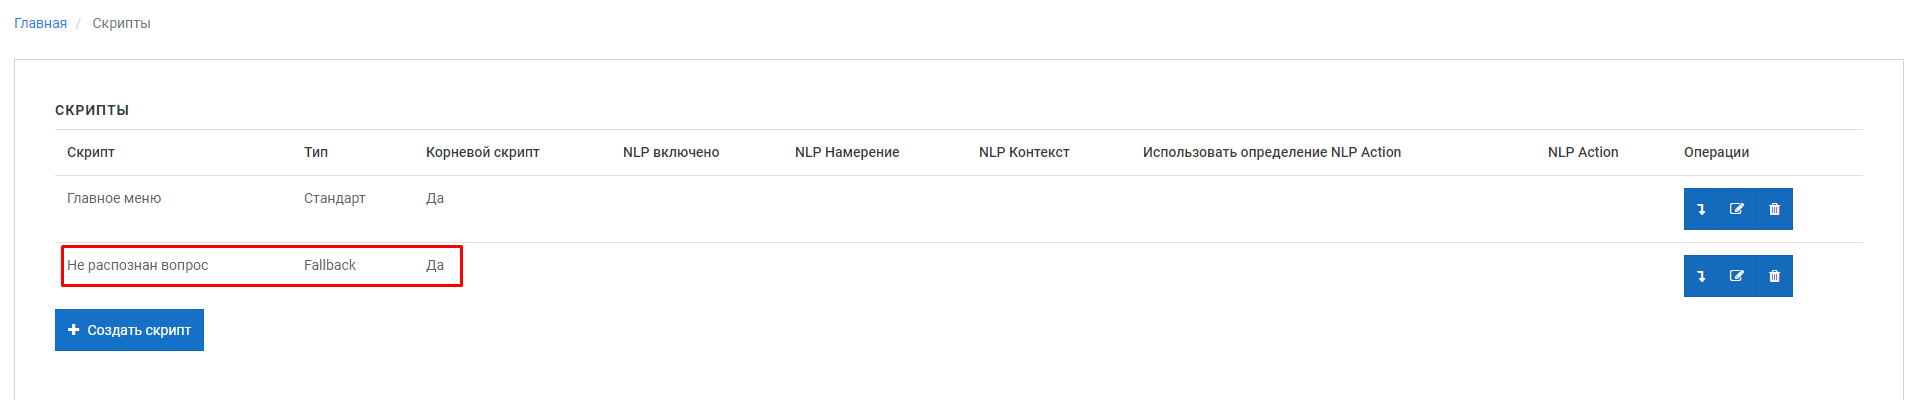 Главная / Скрипты
СКРИПТЫ
Скрипт Тип Корневой скрипт NLP включено NLP Намерение NLP Контекст Использовать определение NLP Action NLP Action Операции
Главное меню Стандарт Да
Не распознан вопрос Fallback Да
Создать скрипт